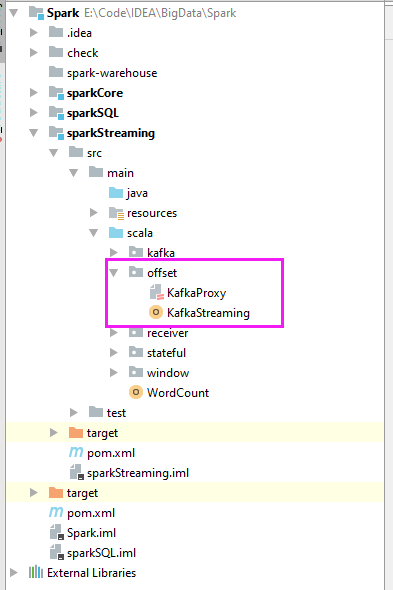 Spark E:\Code\IDEA\BigData\Spark
.idea
check
spark-warehouse
sparkCore
sparkSQL
sparkStreaming
src
main
java
resources
scala
kafka
offset
KafkaProxy
KafkaStreaming
receiver
stateful
window
WordCount
test
target
pom.xml
sparkStreaming.iml
target
pom.xml
Spark.iml
sparkSQL.iml
External Libraries